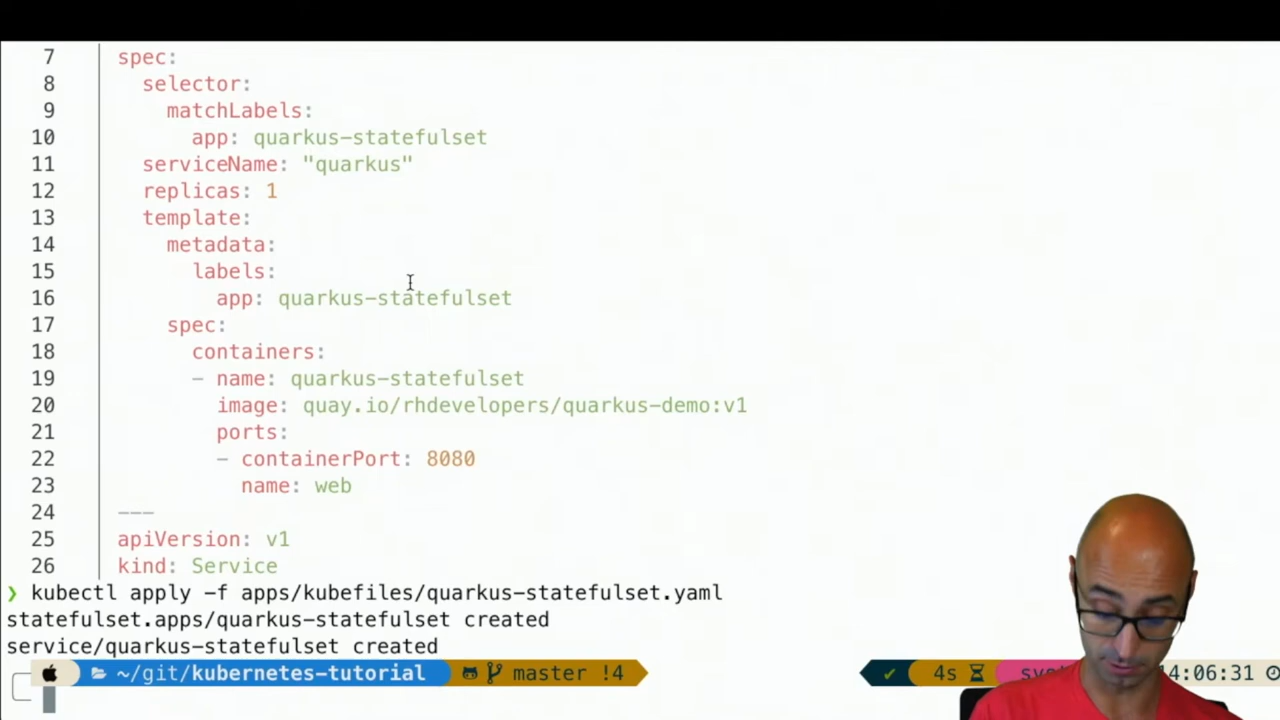 7 spec:
8 selector:
9 matchLabels:
10 app: quarkus-statefulset
11 serviceName: "quarkus"
12 replicas: 1
13 template:
14 metadata:
15 labels:
16 app: quarkus-statefulset
17 spec:
18 containers:
19 - name: quarkus-statefulset
20 image: quay.io/rhdevelopers/quarkus-demo:v1
21 ports:
22 - containerPort: 8080
23 name: web
24 ---
25 apiVersion: v1
26 kind: Service
❯ kubectl apply -f apps/kubefiles/quarkus-statefulset.yaml
statefulset.apps/quarkus-statefulset created
service/quarkus-statefulset created
~/git/kubernetes-tutorial master !4 ✔ 4s 4:06:31